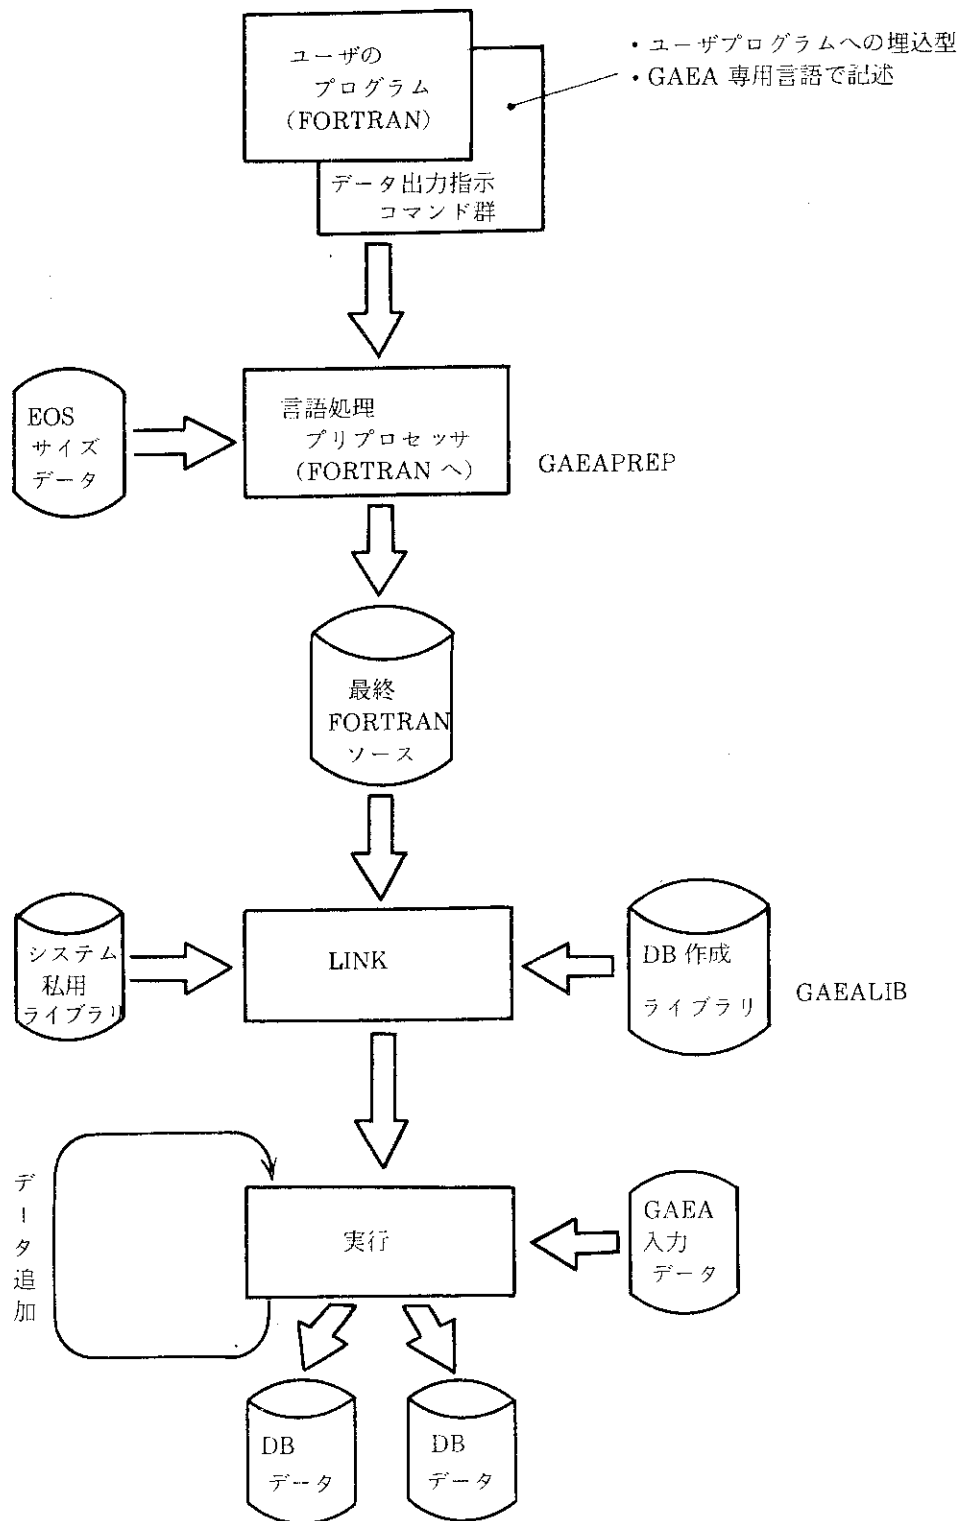 ユーザの
プログラム
(FORTRAN)
・ユーザプログラムへの埋込型
・GAEA 専用言語で記述
データ出力指示
コマンド群
EOS
サイズ
データ
言語処理
プリプロセッサ
(FORTRAN へ)
GAEAPREP
最終
FORTRAN
ソース
システム
私用
ライブラリ
LINK
DB 作成
ライブラリ
GAEALIB
データ追加
実行
GAEA
入力
データ
DB
データ
DB
データ